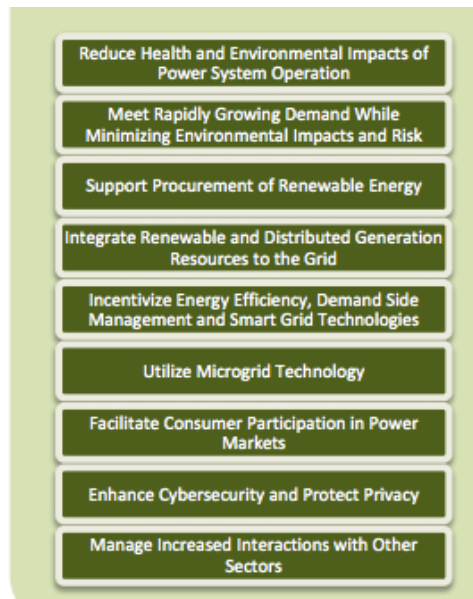 Reduce Health and Environmental Impacts of
Power System Operation
Meet Rapidly Growing Demand While
Minimizing Environmental Impacts and Risk
Support Procurement of Renewable Energy
Integrate Renewable and Distributed Generation
Resources to the Grid
Incentivize Energy Efficiency, Demand Side
Management and Smart Grid Technologies
Utilize Microgrid Technology
Facilitate Consumer Participation in Power
Markets
Enhance Cybersecurity and Protect Privacy
Manage Increased Interactions with Other
Sectors